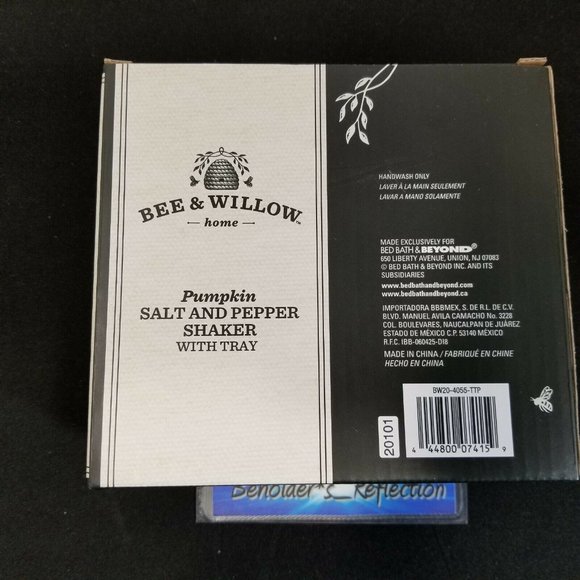 BEE & WILLOW™
home
Pumpkin
SALT AND PEPPER
SHAKER
WITH TRAY
HANDWASH ONLY
LAVER À LA MAIN SEULEMENT
LAVAR A MANO SOLAMENTE
MADE EXCLUSIVELY FOR
BED BATH & BEYOND®
650 LIBERTY AVENUE, UNION, NJ 07083
© BED BATH & BEYOND INC. AND ITS
SUBSIDIARIES
www.bedbathandbeyond.com
www.bedbathandbeyond.ca
IMPORTADORA BBBMEX, S. DE R.L. DE C.V.
BLVD. MANUEL AVILA CAMACHO No. 3228
COL. BOULEVARES, NAUCALPAN DE JUÁREZ
ESTADO DE MÉXICO C.P. 53140 MÉXICO
R.F.C. IBB-060425-DI8
MADE IN CHINA / FABRIQUÉ EN CHINE
HECHO EN CHINA
20101
BW20-4055-TTP
4 44800 07415 9
Beholder's_Reflection